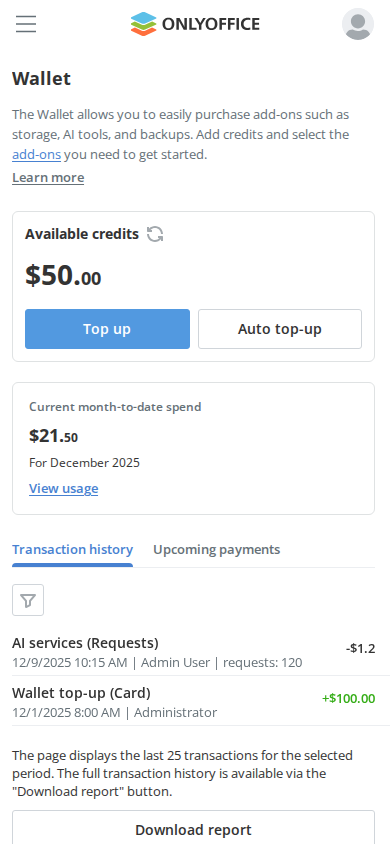 ONLYOFFICE
Wallet
The Wallet allows you to easily purchase add-ons such as
storage, AI tools, and backups. Add credits and select the
add-ons you need to get started.
Learn more
Available credits
$50.00
Top up
Auto top-up
Current month-to-date spend
$21.50
For December 2025
View usage
Transaction history
Upcoming payments
AI services (Requests)
-$1.2
12/9/2025 10:15 AM | Admin User | requests: 120
Wallet top-up (Card)
+$100.00
12/1/2025 8:00 AM | Administrator
The page displays the last 25 transactions for the selected
period. The full transaction history is available via the
"Download report" button.
Download report